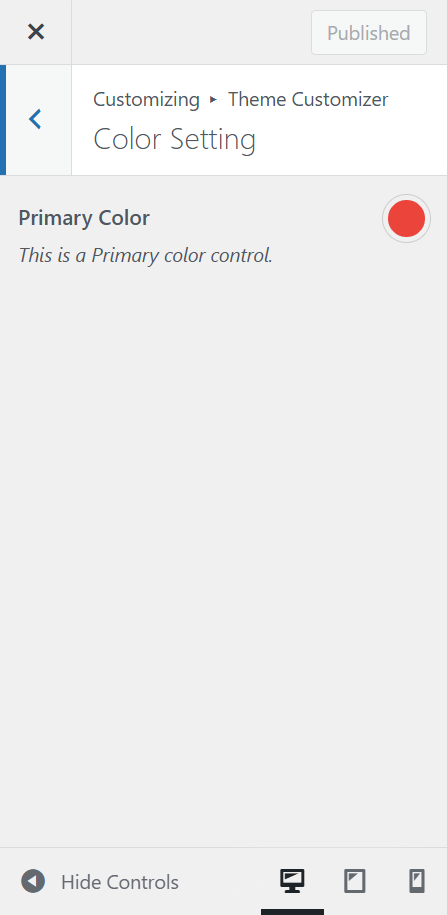 Published
Customizing ▸ Theme Customizer
Color Setting
Primary Color
This is a Primary color control.
Hide Controls